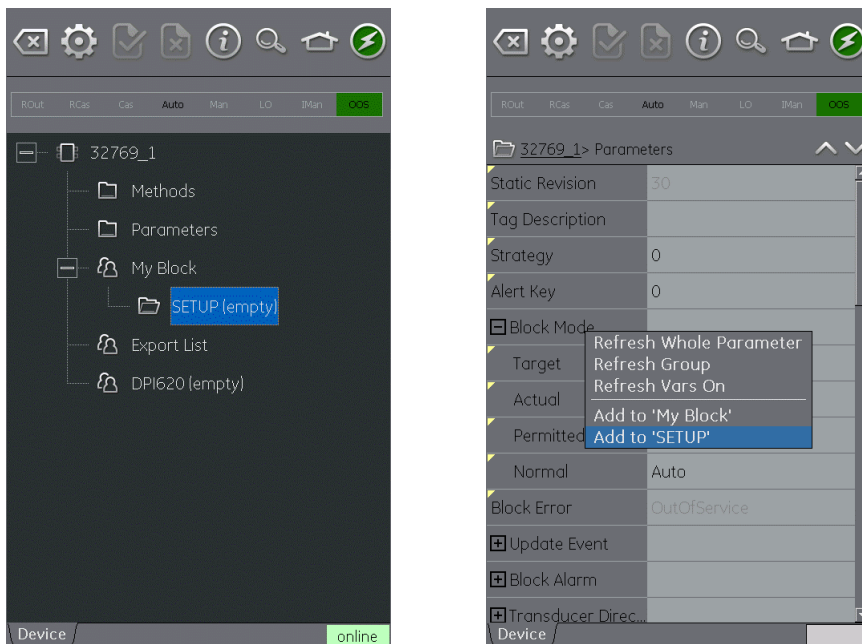 ROut RCas Cas Auto Man LO IMan OOS
32769_1
Methods
Parameters
My Block
SETUP (empty)
Export List
DPI620 (empty)
Device
online
ROut RCas Cas Auto Man LO IMan OOS
32769_1> Parameters
Static Revision 30
Tag Description
Strategy 0
Alert Key 0
Block Mode
Target
Actual
Permitted
Normal Auto
Block Error OutOfService
Update Event
Block Alarm
Transducer Direc...
Refresh Whole Parameter
Refresh Group
Refresh Vars On
Add to 'My Block'
Add to 'SETUP'
Device